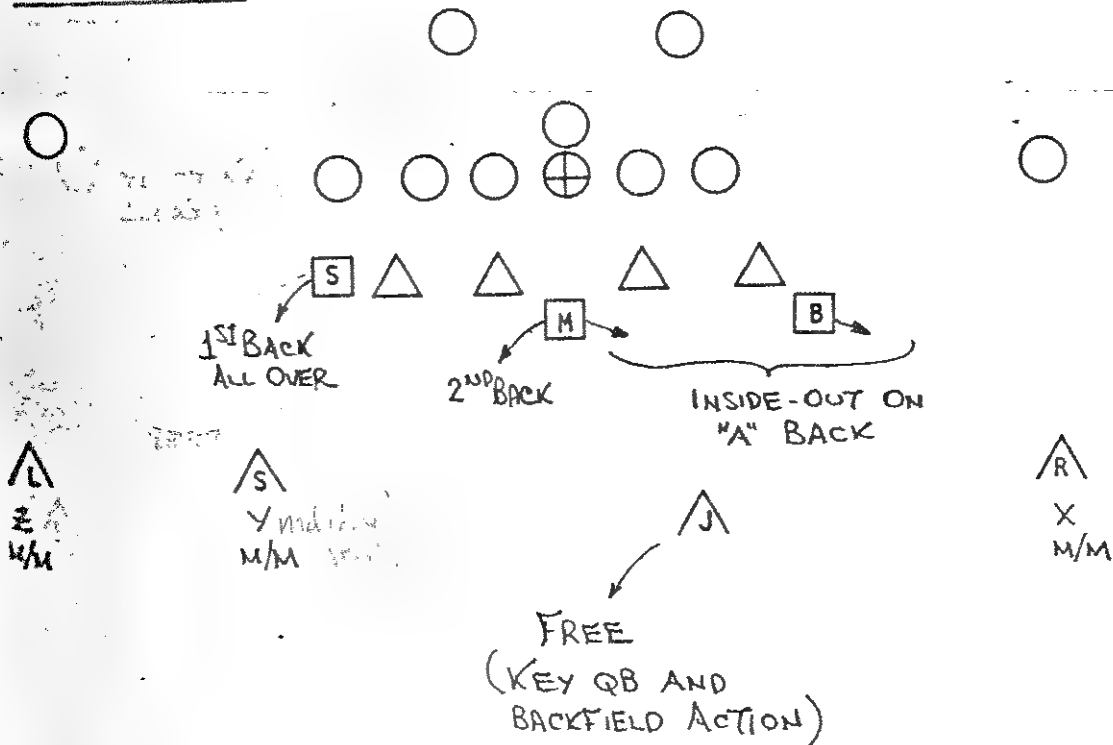 S
M
B
1ST BACK
ALL OVER
2ND BACK
INSIDE-OUT ON
"A" BACK
L
Z
M/M
S
Y
M/M
J
R
X
M/M
FREE
(KEY QB AND
BACKFIELD ACTION)